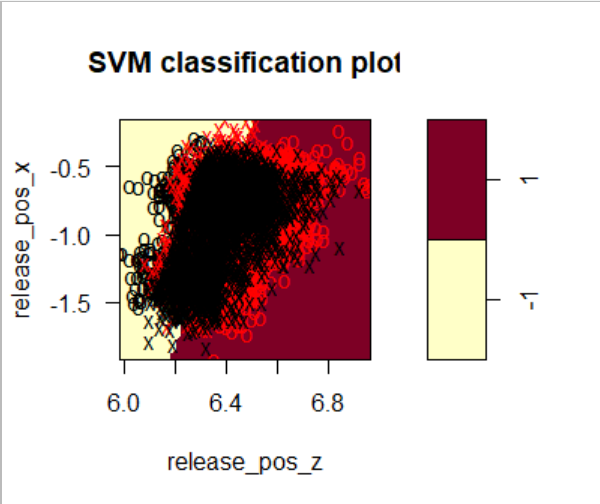 SVM classification plot
release_pos_x
-0.5
-1.0
-1.5
6.0
6.4
6.8
release_pos_z
1
-1